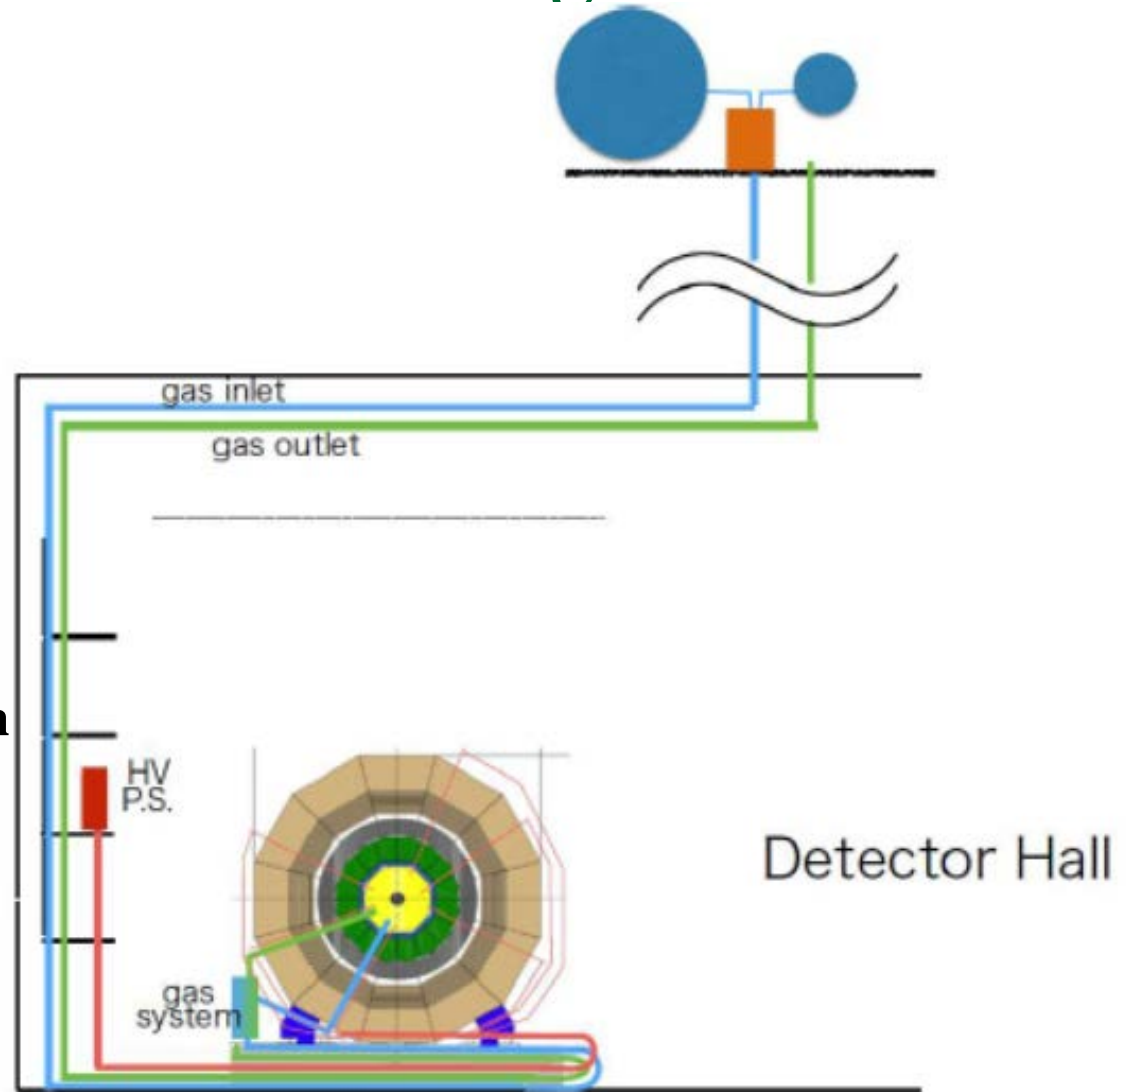 gas inlet
gas outlet
HV
P.S.
Detector Hall
gas
system